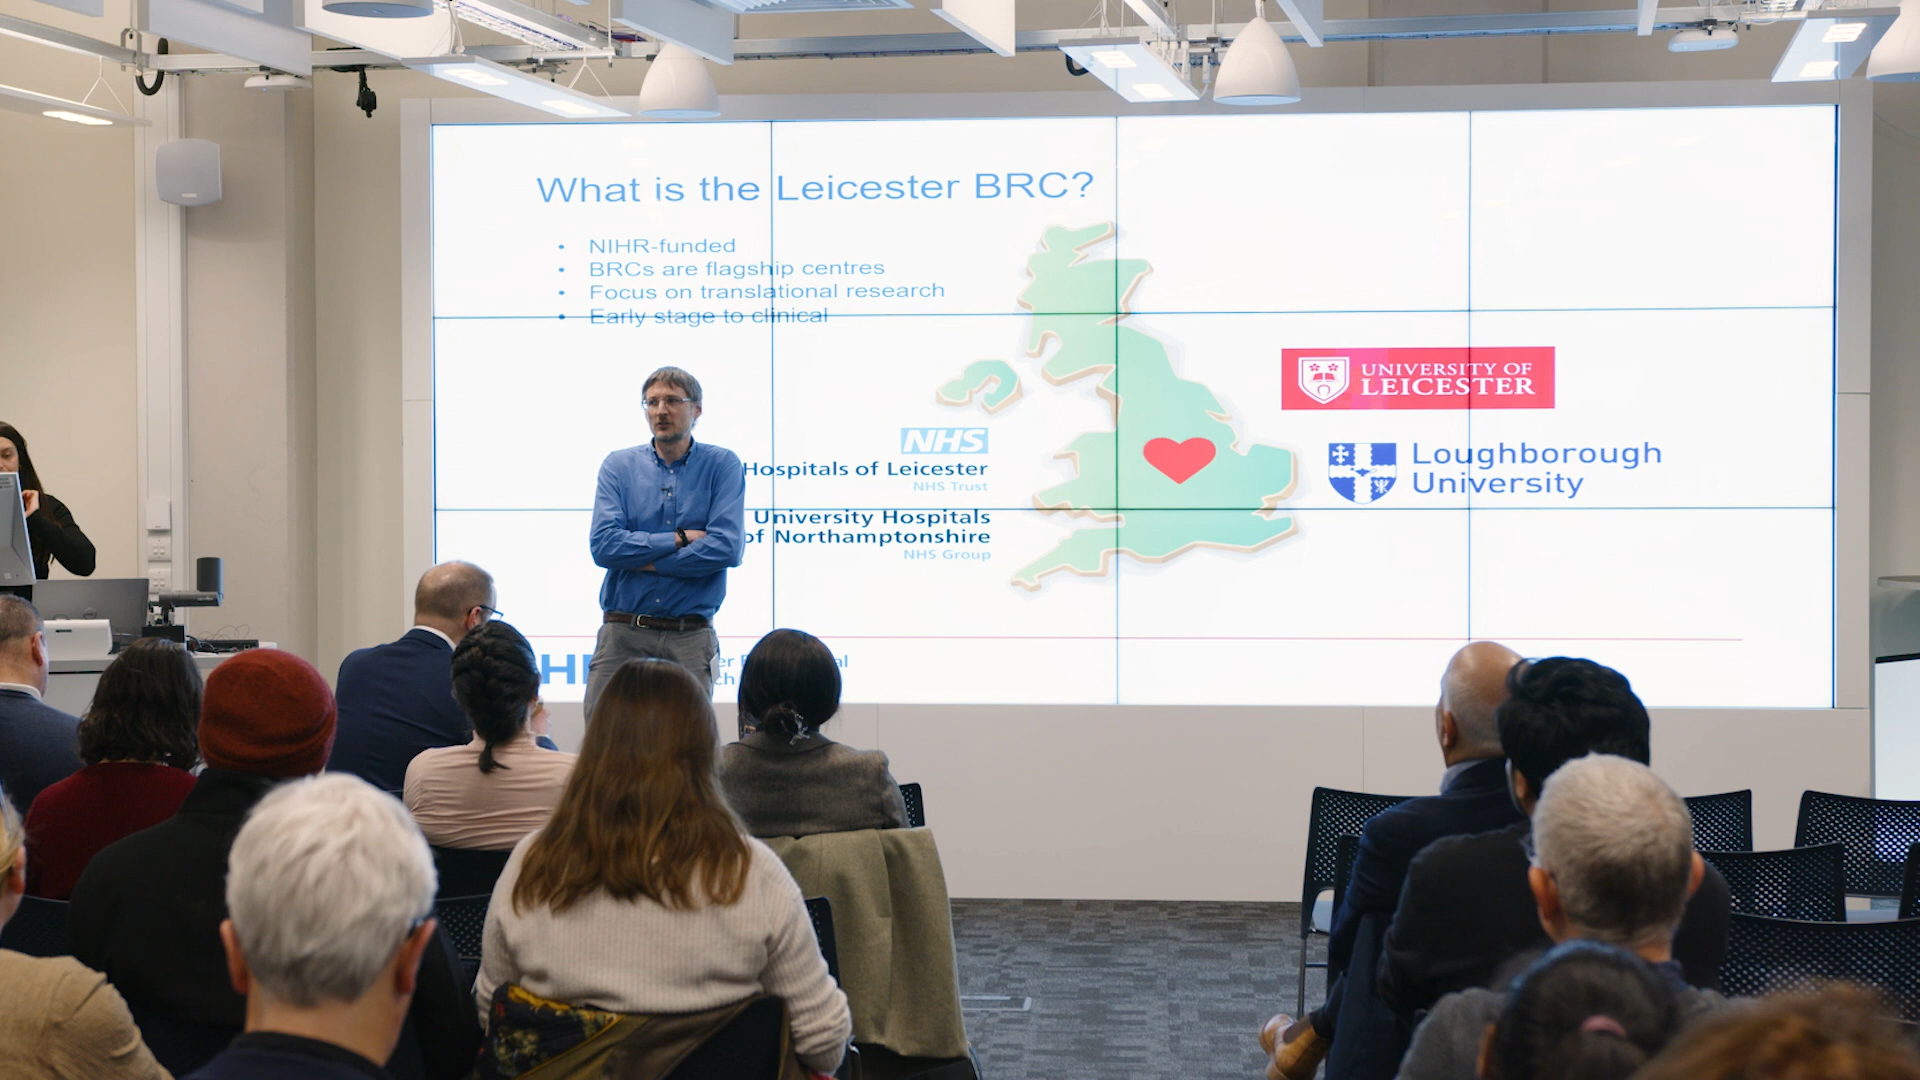 What is the Leicester BRC?
• NIHR-funded
• BRCs are flagship centres
• Focus on translational research
• Early stage to clinical
UNIVERSITY OF
LEICESTER
NHS
Hospitals of Leicester
NHS Trust
Loughborough
University
University Hospitals
of Northamptonshire
NHS Group